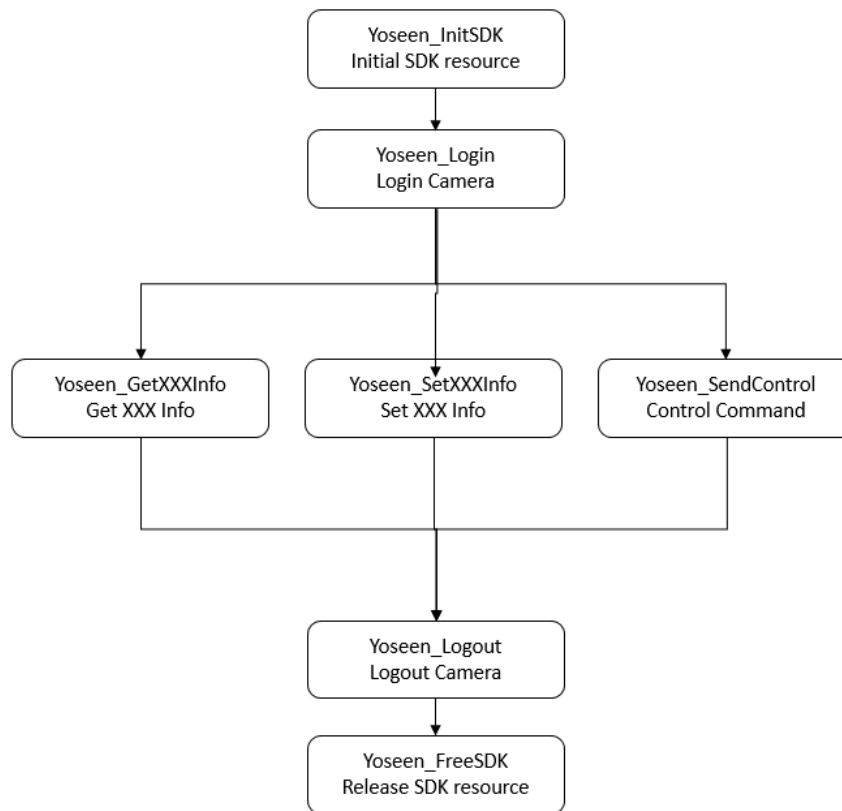 Yoseen_InitSDK
Initial SDK resource
Yoseen_Login
Login Camera
Yoseen_GetXXXInfo
Get XXX Info
Yoseen_SetXXXInfo
Set XXX Info
Yoseen_SendControl
Control Command
Yoseen_Logout
Logout Camera
Yoseen_FreeSDK
Release SDK resource